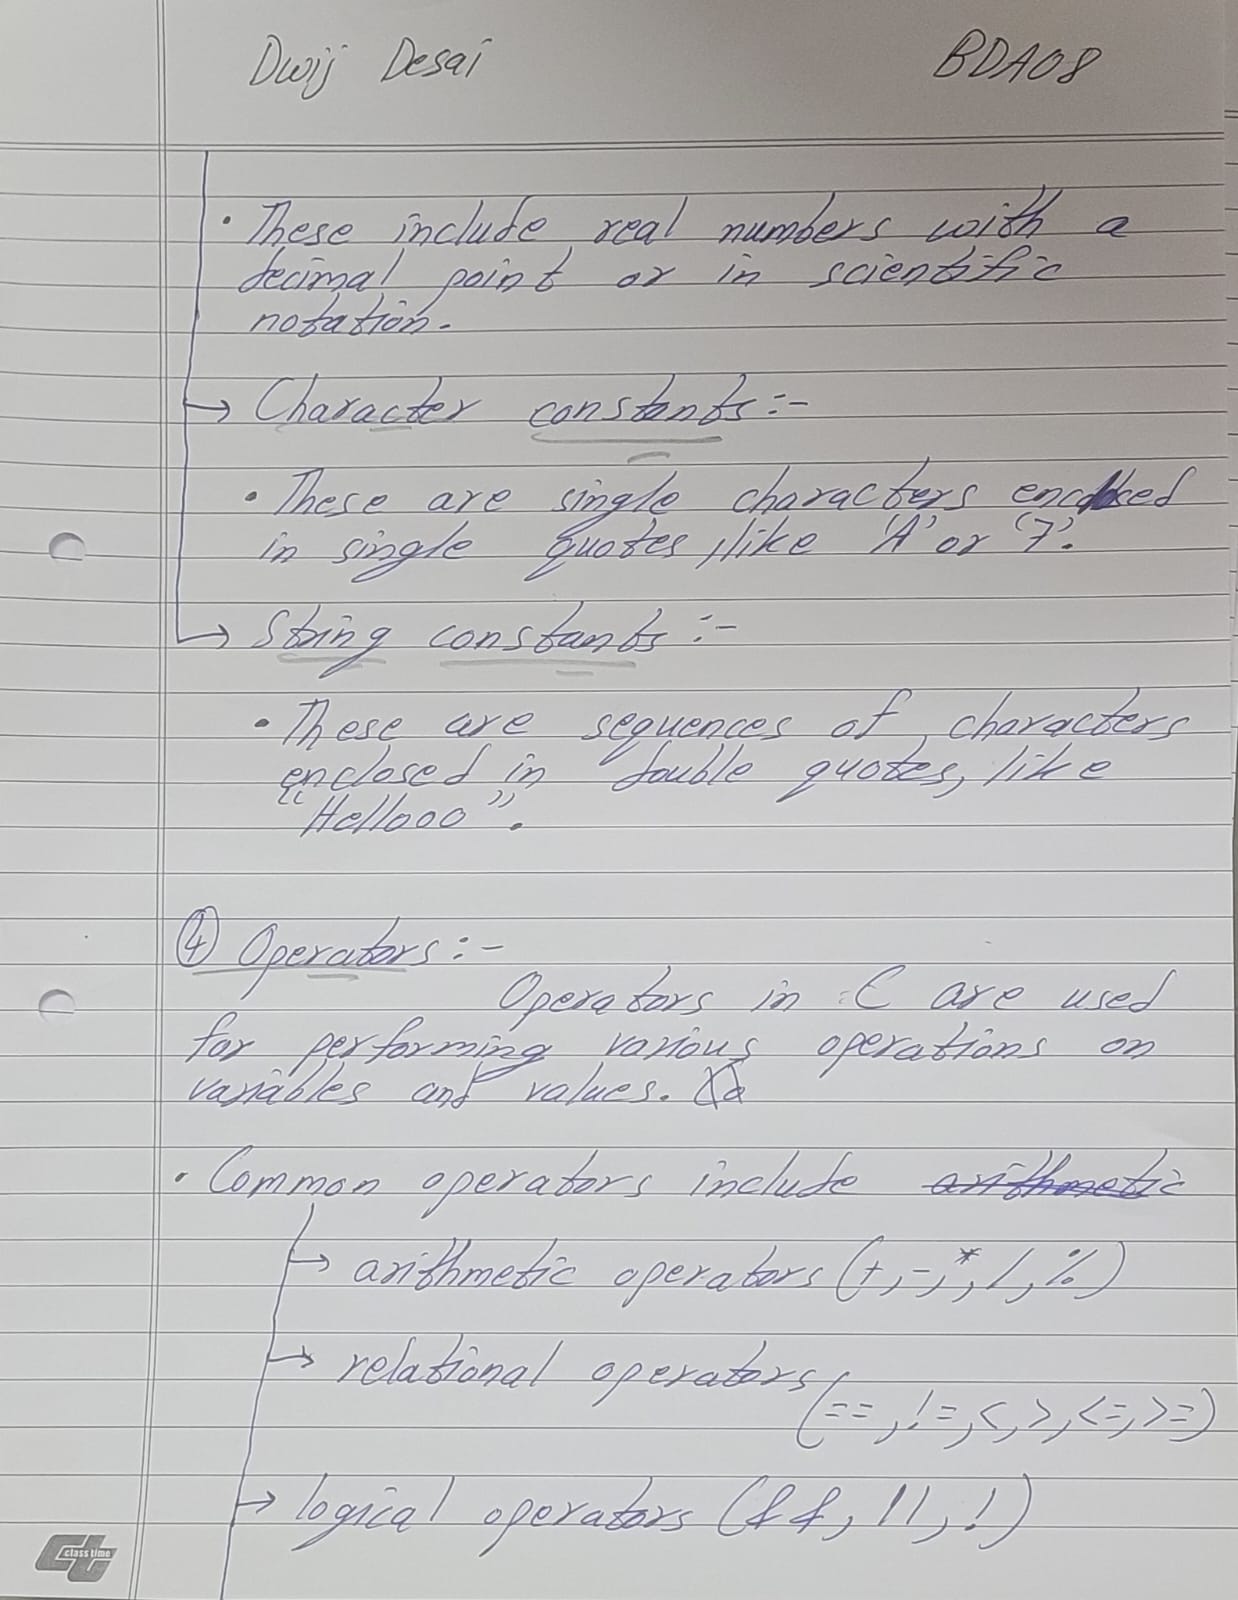 Dwij Desai BDA08
• These include real numbers with a
decimal point or in scientific
notation.
→ Character constants :-
• These are single characters enclosed
in single quotes, like 'A' or '7'.
→ String constants :-
• These are sequences of characters
enclosed in double quotes, like
"Hellooo".
④ Operators :-
Operators in C are used
for performing various operations on
variables and values.
• Common operators include arithmetic
→ arithmetic operators (+, -, *, /, %)
→ relational operators
(==, !=, <, >, <=, >=)
→ logical operators (&&, ||, !)
ct class time